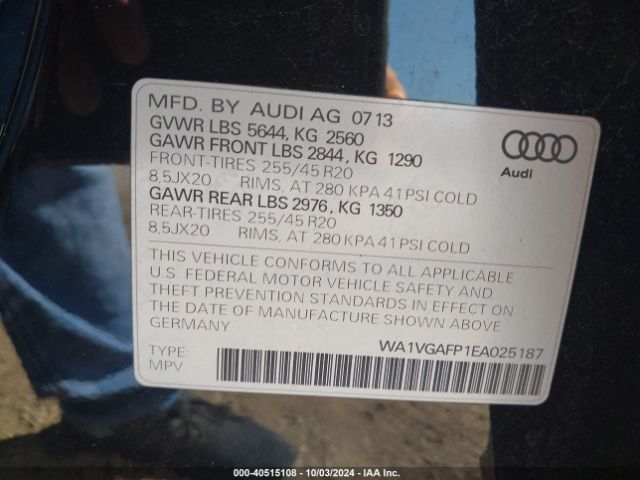 MFD. BY AUDI AG 07 13
GVWR LBS 5644, KG 2560
GAWR FRONT LBS 2844, KG 1290
FRONT-TIRES 255/45 R20
8,5JX20 RIMS, AT 280 KPA 41 PSI COLD
GAWR REAR LBS 2976, KG 1350
REAR-TIRES 255/45 R20
8,5JX20 RIMS, AT 280 KPA 41 PSI COLD
Audi
THIS VEHICLE CONFORMS TO ALL APPLICABLE
U.S. FEDERAL MOTOR VEHICLE SAFETY AND
THEFT PREVENTION STANDARDS IN EFFECT ON
THE DATE OF MANUFACTURE SHOWN ABOVE
GERMANY
WA1VGAFP1EA025187
TYPE:
MPV
000-40515108 - 10/03/2024 - IAA Inc.